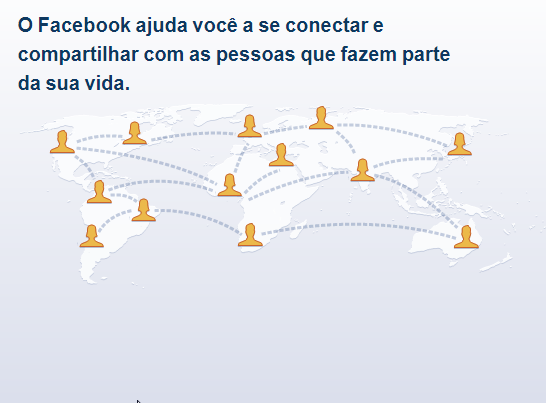 O Facebook ajuda você a se conectar e
compartilhar com as pessoas que fazem parte
da sua vida.